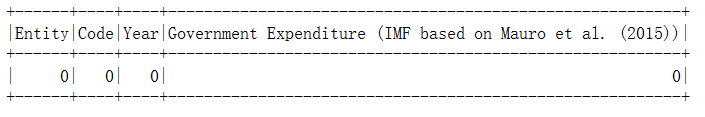 +------+----+----+------------------------------------------------------+
|Entity|Code|Year|Government Expenditure (IMF based on Mauro et al. (2015))|
+------+----+----+------------------------------------------------------+
|     0|   0|   0|                                                     0|
+------+----+----+------------------------------------------------------+